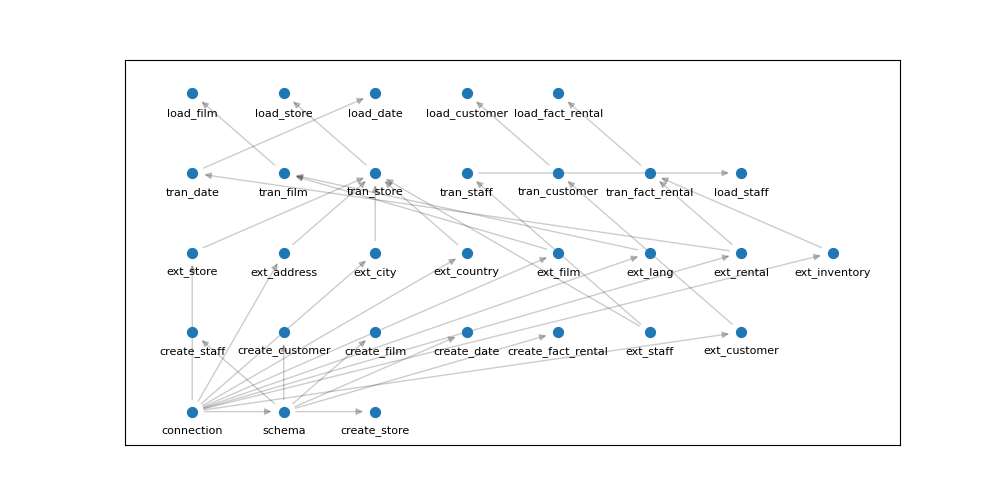 load_film load_store load_date load_customer load_fact_rental
tran_date tran_film tran_store tran_staff tran_customer tran_fact_rental load_staff
ext_store ext_address ext_city ext_country ext_film ext_lang ext_rental ext_inventory
create_staff create_customer create_film create_date create_fact_rental ext_staff ext_customer
connection schema create_store